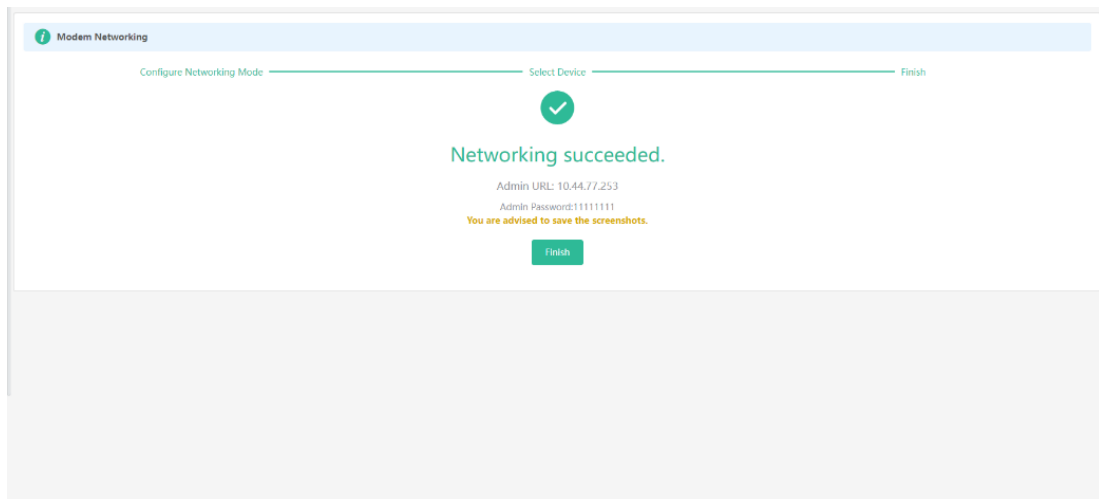 Modem Networking
Configure Networking Mode Select Device Finish
Networking succeeded.
Admin URL: 10.44.77.253
Admin Password:11111111
You are advised to save the screenshots.
Finish